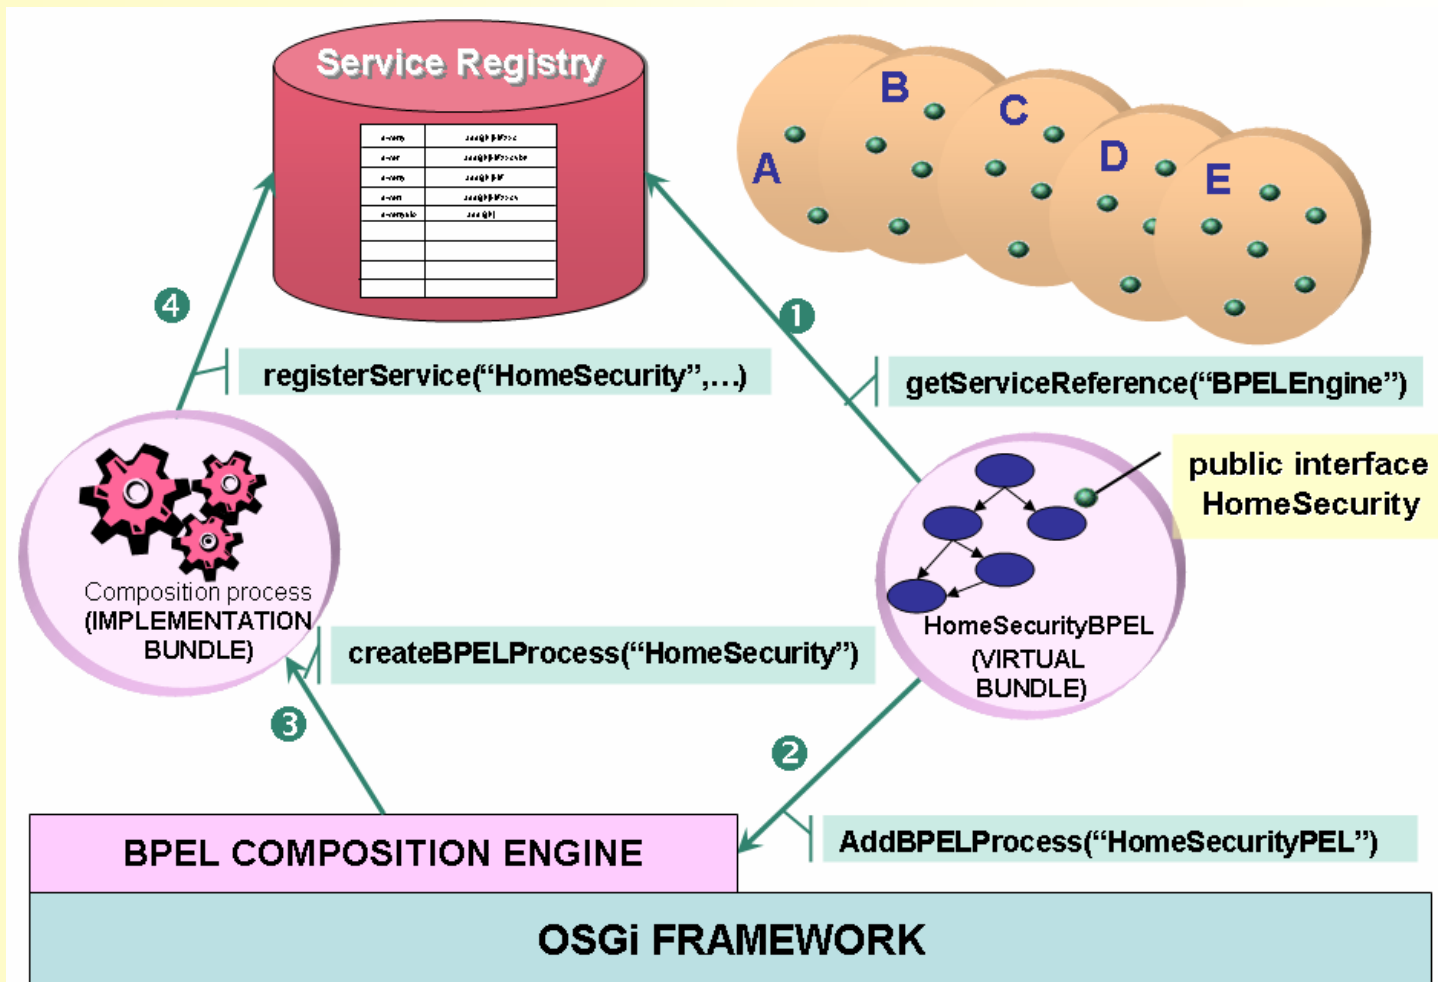 Service Registry
A
B
C
D
E
4
1
registerService(“HomeSecurity”,...)
getServiceReference(“BPELEngine”)
public interface
HomeSecurity
Composition process
(IMPLEMENTATION
BUNDLE)
createBPELProcess(“HomeSecurity”)
HomeSecurityBPEL
(VIRTUAL
BUNDLE)
3
2
BPEL COMPOSITION ENGINE
AddBPELProcess(“HomeSecurityPEL”)
OSGi FRAMEWORK